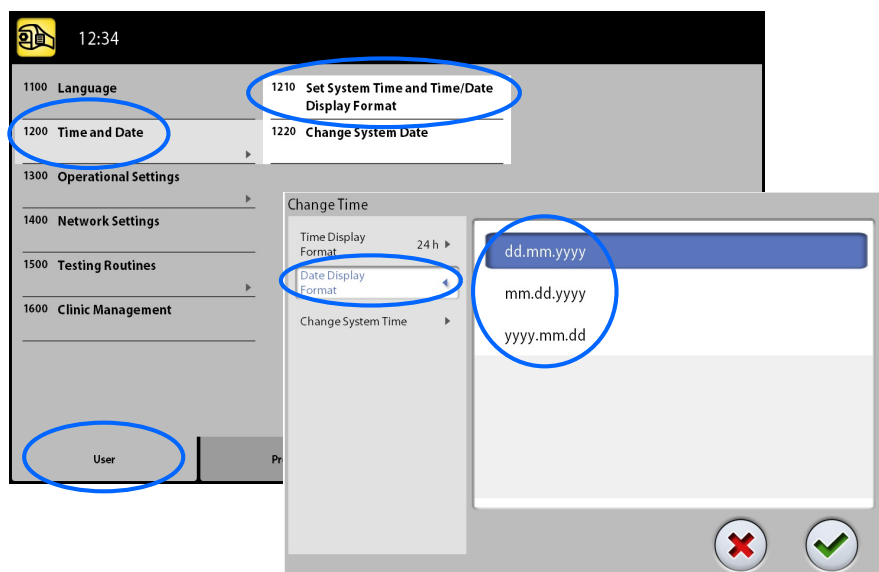 12:34
1100 Language
1200 Time and Date
1300 Operational Settings
1400 Network Settings
1500 Testing Routines
1600 Clinic Management
1210 Set System Time and Time/Date
Display Format
1220 Change System Date
User
Pr
Change Time
Time Display
Format
24 h
Date Display
Format
Change System Time
dd.mm.yyyy
mm.dd.yyyy
yyyy.mm.dd